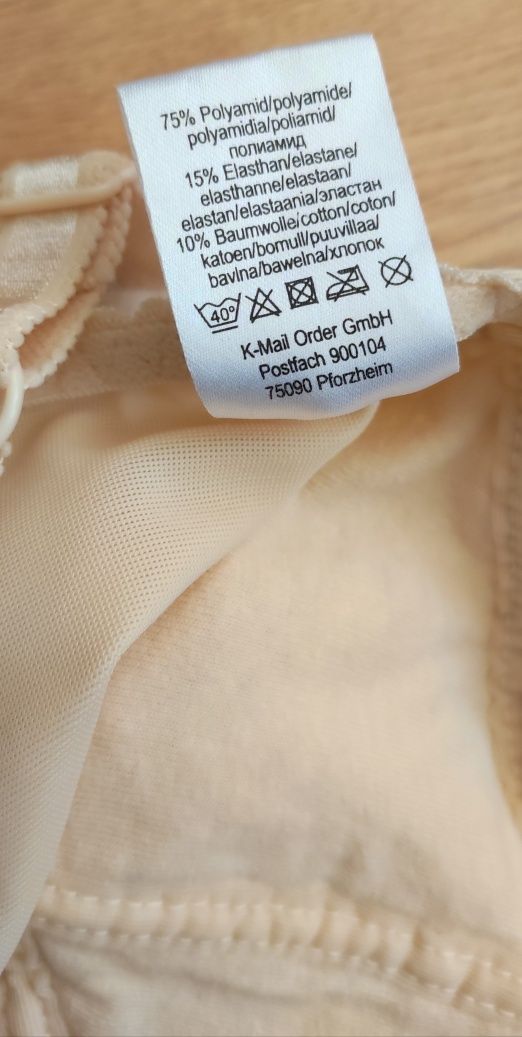 75% Polyamid/polyamide/
polyamidia/poliamid/
полиамид
15% Elasthan/elastane/
elasthanne/elastaan/
elastan/elastaania/эластан
10% Baumwolle/cotton/coton/
katoen/bomull/puuvillaa/
bavlna/bawelna/хлопок
40°
K-Mail Order GmbH
Postfach 900104
75090 Pforzheim